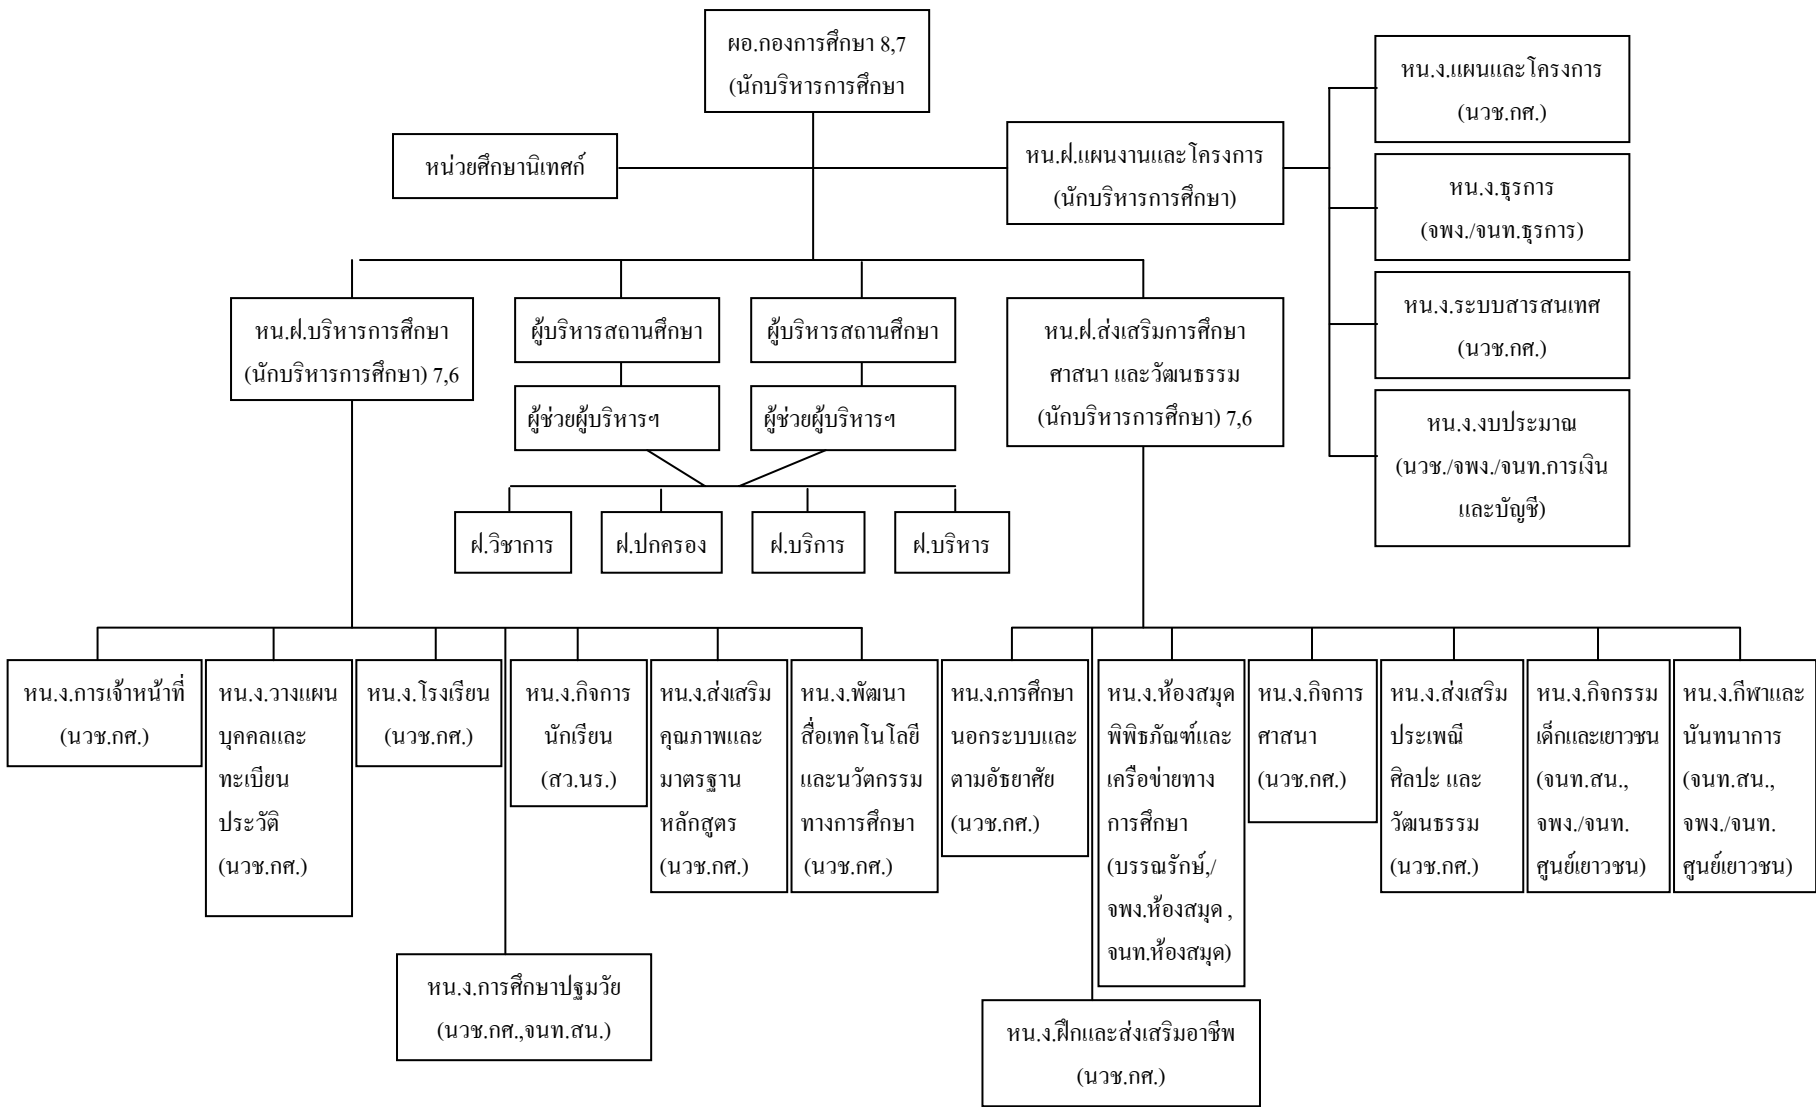 ผอ.กองการศึกษา 8,7
(นักบริหารการศึกษา
หน่วยศึกษานิเทศก์
หน.ฝ.แผนงานและโครงการ
(นักบริหารการศึกษา)
หน.ง.แผนและโครงการ
(นวช.กศ.)
หน.ง.ธุรการ
(จพง./จนท.ธุรการ)
หน.ง.ระบบสารสนเทศ
(นวช.กศ.)
หน.ง.งบประมาณ
(นวช./จพง./จนท.การเงิน
และบัญชี)
หน.ฝ.บริหารการศึกษา
(นักบริหารการศึกษา) 7,6
ผู้บริหารสถานศึกษา
ผู้ช่วยผู้บริหารฯ
ผู้บริหารสถานศึกษา
ผู้ช่วยผู้บริหารฯ
หน.ฝ.ส่งเสริมการศึกษา
ศาสนา และวัฒนธรรม
(นักบริหารการศึกษา) 7,6
ฝ.วิชาการ
ฝ.ปกครอง
ฝ.บริการ
ฝ.บริหาร
หน.ง.การเจ้าหน้าที่
(นวช.กศ.)
หน.ง.วางแผน
บุคคลและ
ทะเบียน
ประวัติ
(นวช.กศ.)
หน.ง.โรงเรียน
(นวช.กศ.)
หน.ง.กิจการ
นักเรียน
(สว.นร.)
หน.ง.ส่งเสริม
คุณภาพและ
มาตรฐาน
หลักสูตร
(นวช.กศ.)
หน.ง.พัฒนา
สื่อเทคโนโลยี
และนวัตกรรม
ทางการศึกษา
(นวช.กศ.)
หน.ง.การศึกษา
นอกระบบและ
ตามอัธยาศัย
(นวช.กศ.)
หน.ง.ห้องสมุด
พิพิธภัณฑ์และ
เครือข่ายทาง
การศึกษา
(บรรณรักษ์,/
จพง.ห้องสมุด ,
จนท.ห้องสมุด)
หน.ง.กิจการ
ศาสนา
(นวช.กศ.)
หน.ง.ส่งเสริม
ประเพณี
ศิลปะ และ
วัฒนธรรม
(นวช.กศ.)
หน.ง.กิจกรรม
เด็กและเยาวชน
(จนท.สน.,
จพง./จนท.
ศูนย์เยาวชน)
หน.ง.กีฬาและ
นันทนาการ
(จนท.สน.,
จพง./จนท.
ศูนย์เยาวชน)
หน.ง.การศึกษาปฐมวัย
(นวช.กศ.,จนท.สน.)
หน.ง.ฝึกและส่งเสริมอาชีพ
(นวช.กศ.)